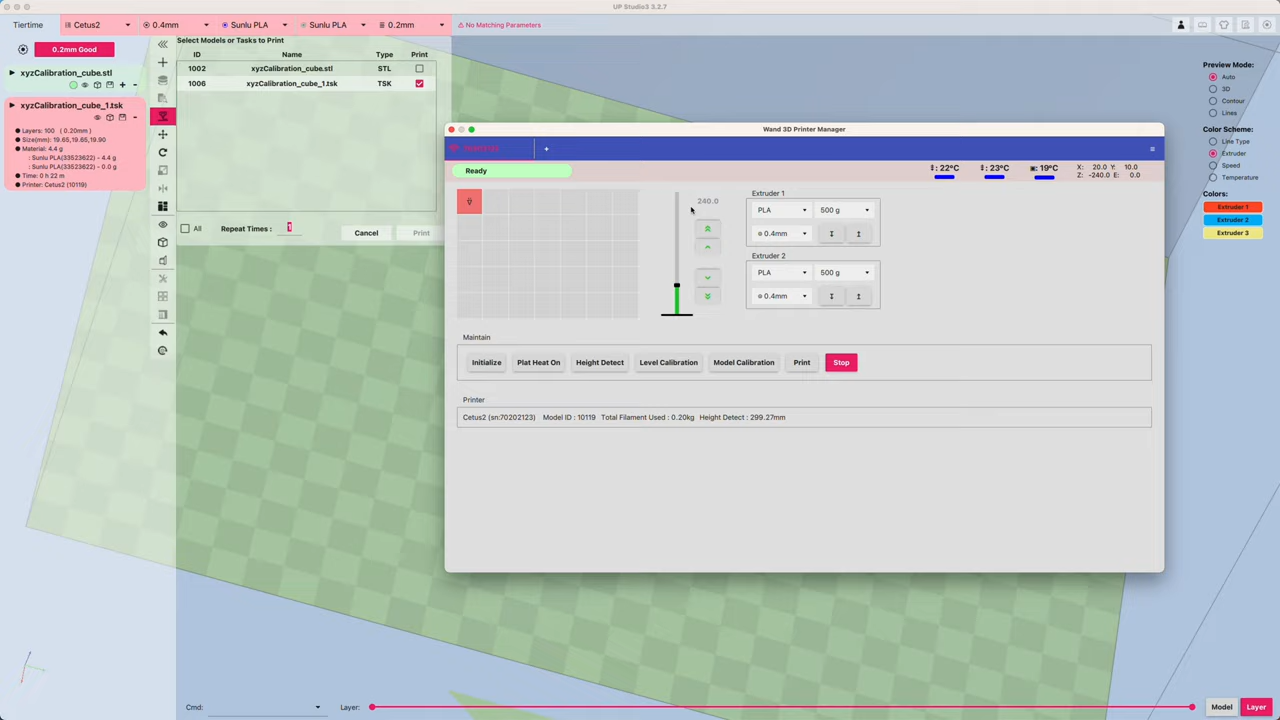 UP Studio3 3.2.7
Tiertime
Cetus2
0.4mm
Sunlu PLA
Sunlu PLA
0.2mm
No Matching Parameters
0.2mm Good
xyzCalibration_cube.stl
xyzCalibration_cube_1.tsk
Layers: 100 ( 0.20mm)
Size(mm): 19.65,19.65,19.90
Material: 4.4 g
: Sunlu PLA(33523622) - 4.4 g
: Sunlu PLA(33523622) - 0.0 g
Time: 0 h 22 m
Printer: Cetus2 (10119)
Select Models or Tasks to Print
ID Name Type Print
1002 xyzCalibration_cube.stl STL
1006 xyzCalibration_cube_1.tsk TSK
All
Repeat Times :
1
Cancel
Print
Wand 3D Printer Manager
Ready
: 22ºC
: 23ºC
: 19ºC
X: 20.0 Y: 10.0
Z: -240.0 E: 0.0
240.0
Extruder 1
PLA
500 g
0.4mm
Extruder 2
PLA
500 g
0.4mm
Maintain
Initialize
Plat Heat On
Height Detect
Level Calibration
Model Calibration
Print
Stop
Printer
Cetus2 (sn:70202123) Model ID : 10119 Total Filament Used : 0.20kg Height Detect : 299.27mm
Preview Mode:
Auto
3D
Contour
Lines
Color Scheme:
Line Type
Extruder
Speed
Temperature
Colors:
Extruder 1
Extruder 2
Extruder 3
Cmd:
Layer:
Model
Layer